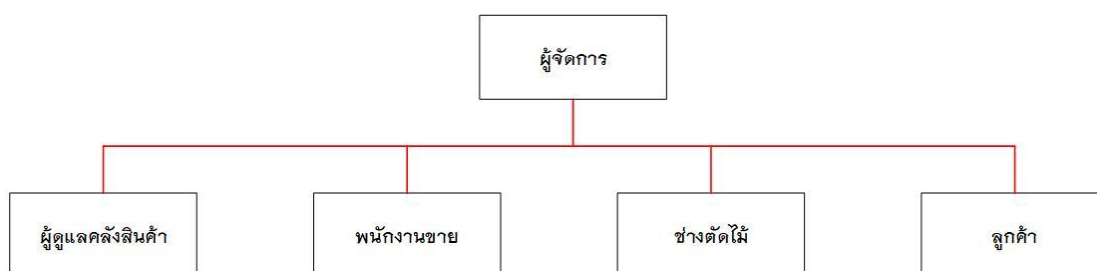 ผู้จัดการ
ผู้ดูแลคลังสินค้า
พนักงานขาย
ช่างตัดไม้
ลูกค้า